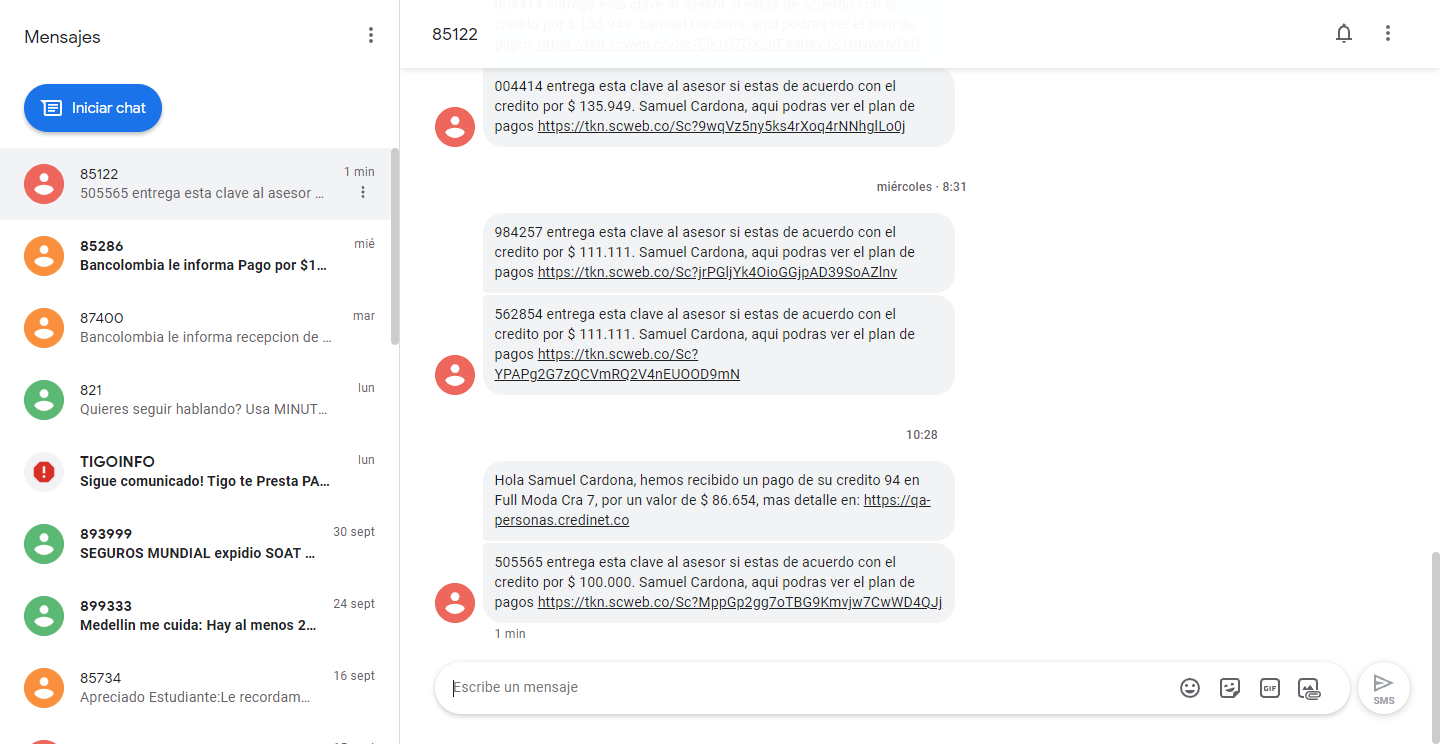 Mensajes
Iniciar chat
85122
1 min
505565 entrega esta clave al asesor ...
85286
mié
Bancolombia le informa Pago por $1...
87400
mar
Bancolombia le informa recepcion de ...
821
lun
Quieres seguir hablando? Usa MINUT...
TIGOINFO
lun
Sigue comunicado! Tigo te Presta PA...
893999
30 sept
SEGUROS MUNDIAL expidio SOAT ...
899333
24 sept
Medellin me cuida: Hay al menos 2...
85734
16 sept
Apreciado Estudiante:Le recordam...
85122
004414 entrega esta clave al asesor si estas de acuerdo con el
credito por $ 135.949. Samuel Cardona, aqui podras ver el plan de
pagos
004414 entrega esta clave al asesor si estas de acuerdo con el
credito por $ 135.949. Samuel Cardona, aqui podras ver el plan de
pagos https://tkn.scweb.co/Sc?9wqVz5ny5ks4rXoq4rNNhglLo0j
miércoles · 8:31
984257 entrega esta clave al asesor si estas de acuerdo con el
credito por $ 111.111. Samuel Cardona, aqui podras ver el plan de
pagos https://tkn.scweb.co/Sc?jrPGljYk4OioGGjpAD39SoAZlnv
562854 entrega esta clave al asesor si estas de acuerdo con el
credito por $ 111.111. Samuel Cardona, aqui podras ver el plan de
pagos https://tkn.scweb.co/Sc?
YPAPg2G7zQCVmRQ2V4nEUOOD9mN
10:28
Hola Samuel Cardona, hemos recibido un pago de su credito 94 en
Full Moda Cra 7, por un valor de $ 86.654, mas detalle en: https://qa-
personas.credinet.co
505565 entrega esta clave al asesor si estas de acuerdo con el
credito por $ 100.000. Samuel Cardona, aqui podras ver el plan de
pagos https://tkn.scweb.co/Sc?MppGp2gg7oTBG9Kmvjw7CwWD4QJj
1 min
Escribe un mensaje
GIF
SMS